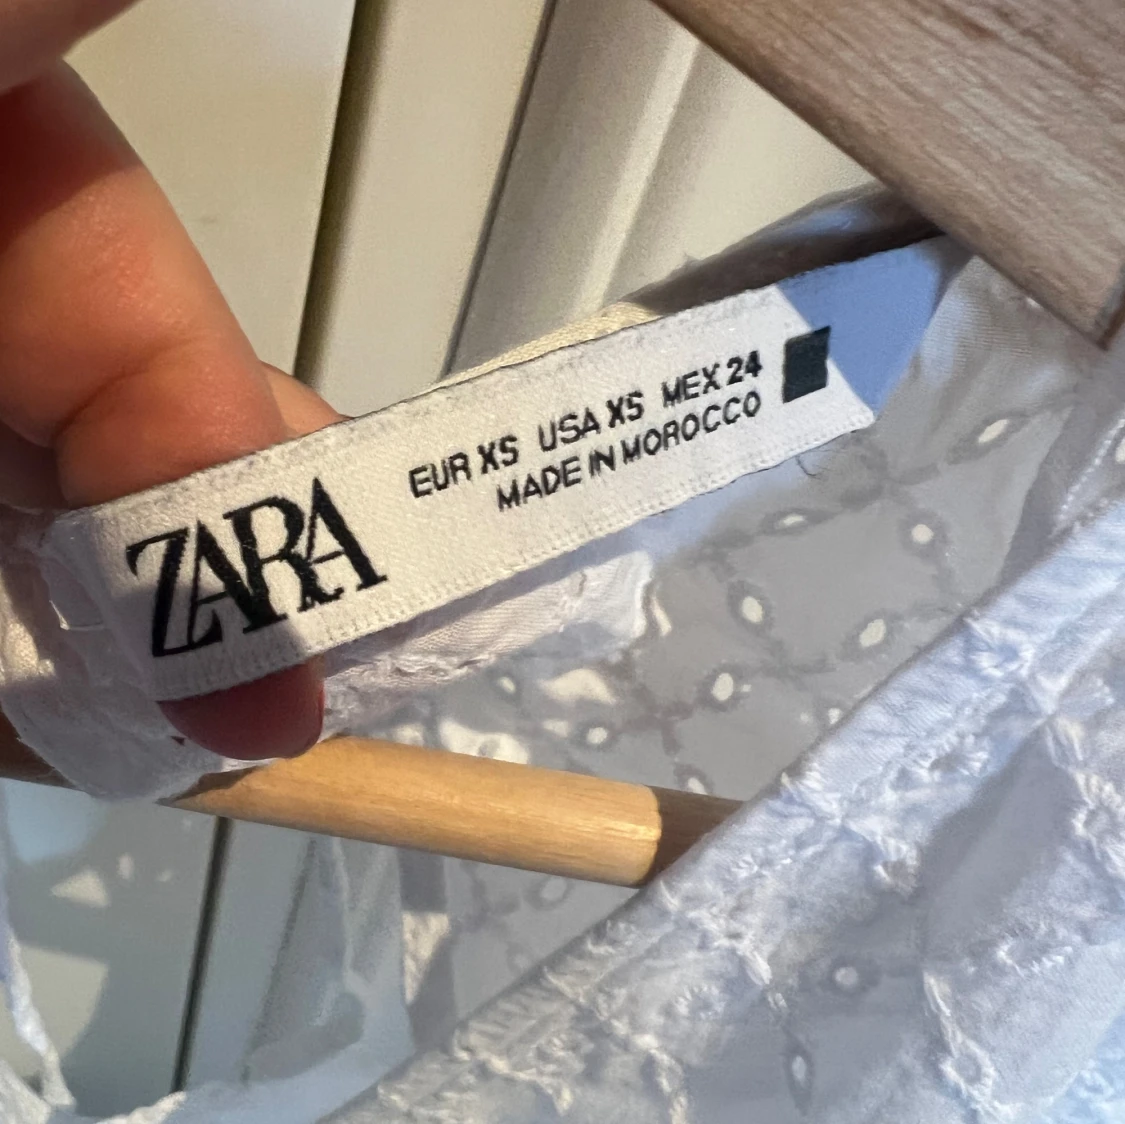 ZARA
EUR XS USA XS MEX 24
MADE IN MOROCCO